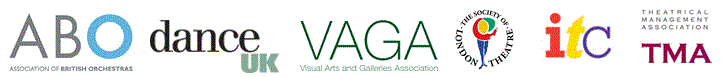 ABO
ASSOCIATION OF BRITISH ORCHESTRAS
dance
UK
VAGA
Visual Arts and Galleries Association
THE SOCIETY OF
LONDON THEATRE
itc
THEATRICAL
MANAGEMENT
ASSOCIATION
TMA